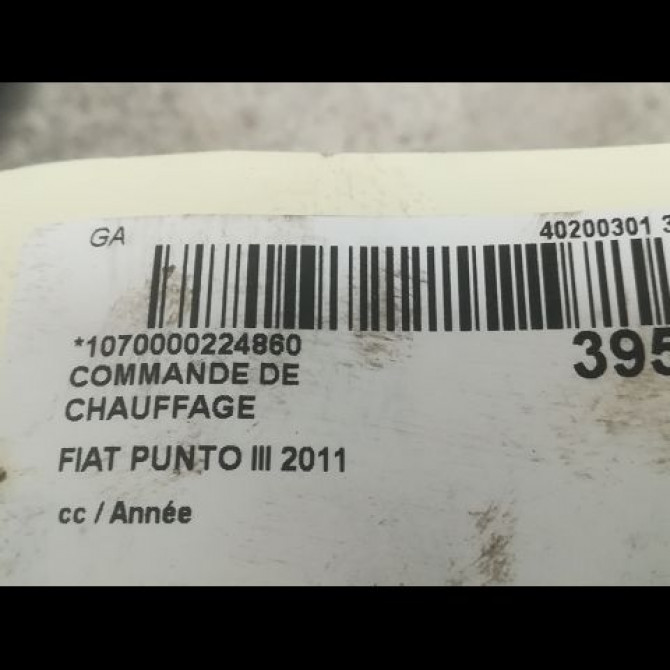 GA
40200301 3
*1070000224860
395
COMMANDE DE
CHAUFFAGE
FIAT PUNTO III 2011
cc / Année